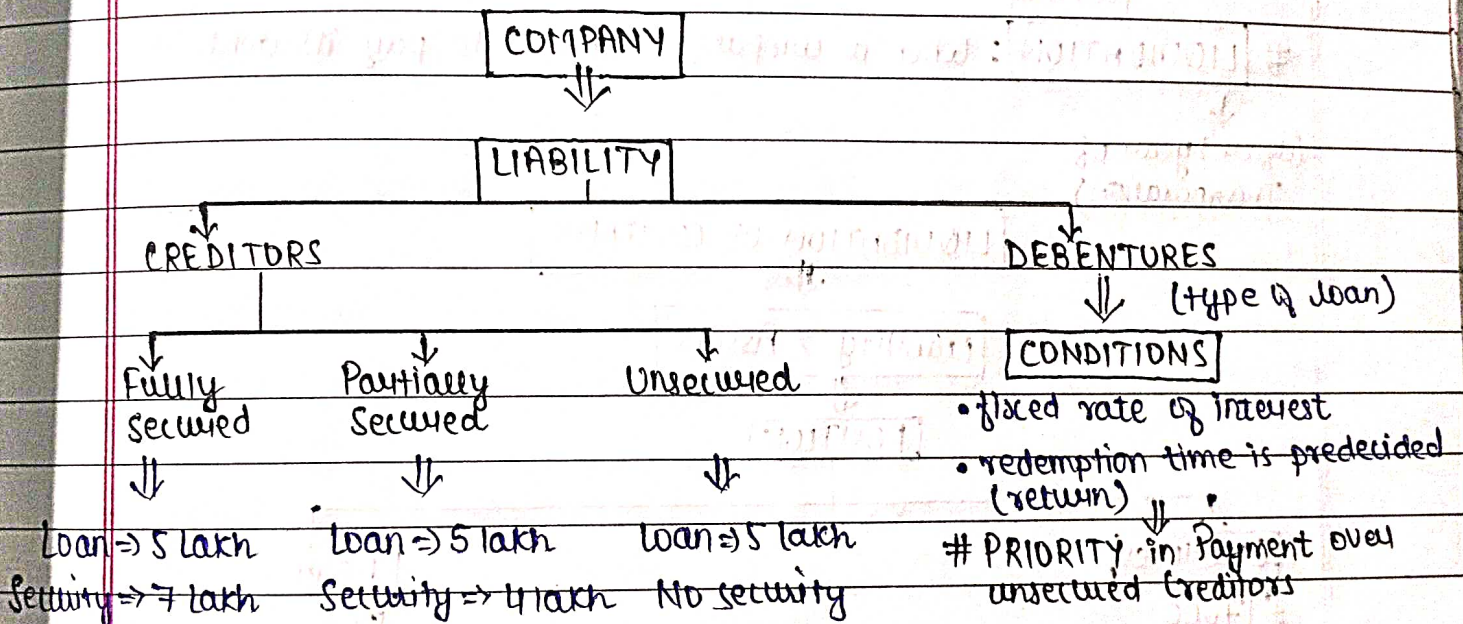 COMPANY
LIABILITY
CREDITORS
DEBENTURES
(type of loan)
Fully
secured
Partially
Secured
Unsecured
CONDITIONS
• fixed rate of interest
• redemption time is predecided
(return)
Loan => 5 Lakh
Security => 7 Lakh
Loan => 5 lakh
Security => 4 lakh
Loan => 5 lakh
No security
# PRIORITY in Payment over
unsecured Creditors